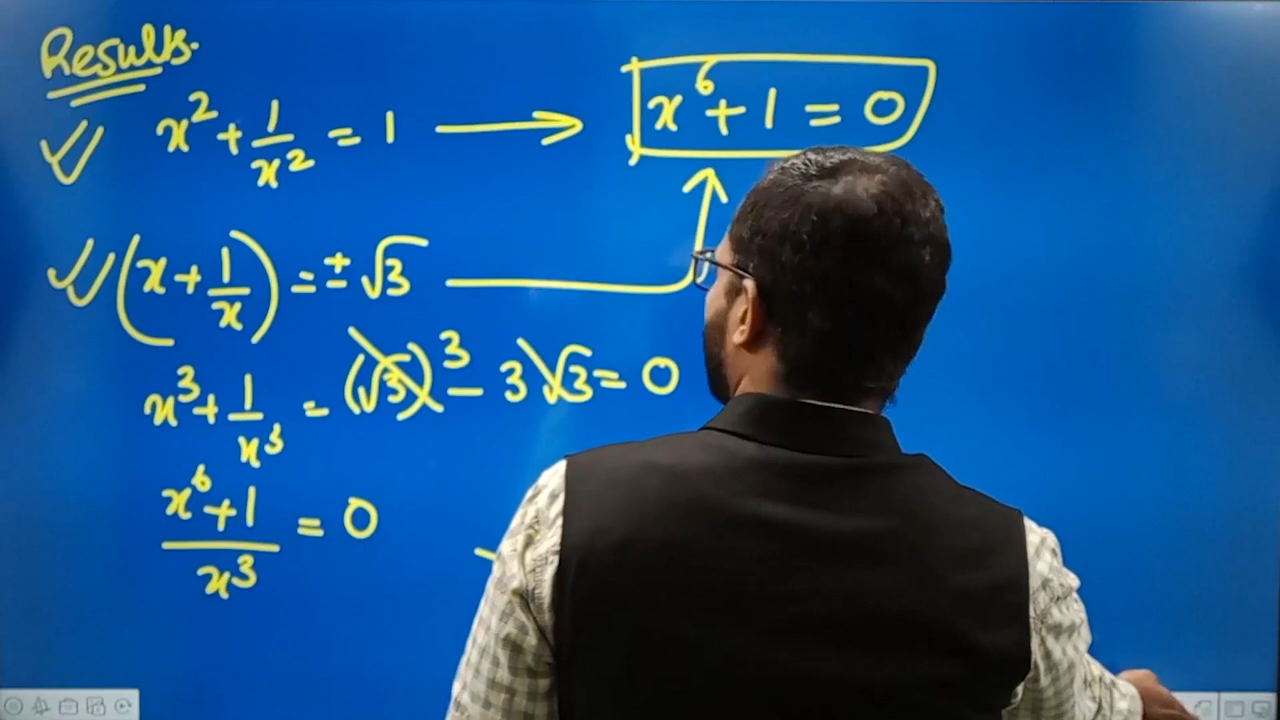 Results.
x² + 1/x² = 1 → x⁶ + 1 = 0
(x + 1/x) = ± √3
x³ + 1/x³ = (√3)³ - 3√3 = 0
x⁶ + 1/x³ = 0